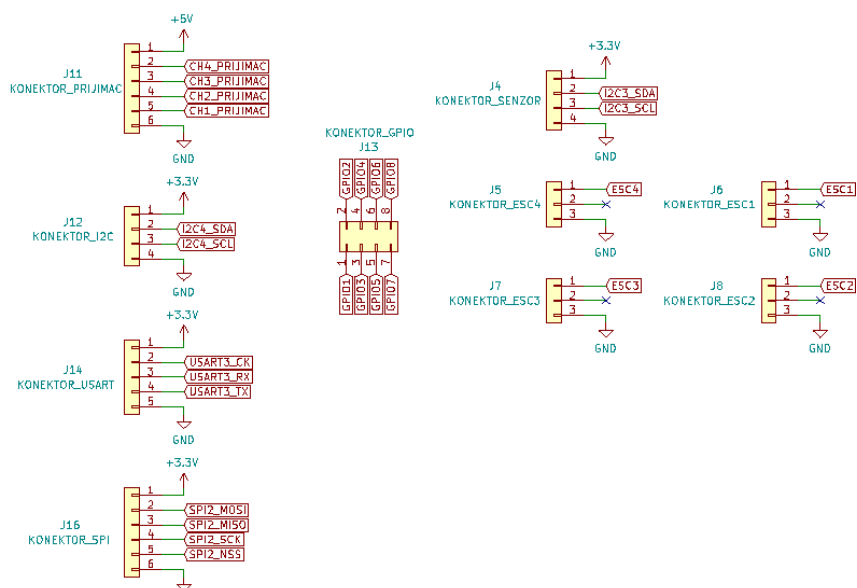 +5V
J11
KONEKTOR_PRIJIMAC
1
2 CH4_PRIJIMAC
3 CH3_PRIJIMAC
4 CH2_PRIJIMAC
5 CH1_PRIJIMAC
6
GND
+3.3V
J12
KONEKTOR_I2C
1
2 I2C4_SDA
3 I2C4_SCL
4
GND
+3.3V
J14
KONEKTOR_USART
1
2 USART3_CK
3 USART3_RX
4 USART3_TX
5
GND
+3.3V
J16
KONEKTOR_SPI
1
2 SPI2_MOSI
3 SPI2_MISO
4 SPI2_SCK
5 SPI2_NSS
6
GND
KONEKTOR_GPIO
J13
GPIO2 GPIO4 GPIO6 GPIO8
2 4 6 8
1 3 5 7
GPIO1 GPIO3 GPIO5 GPIO7
+3.3V
J4
KONEKTOR_SENZOR
1
2 I2C3_SDA
3 I2C3_SCL
4
GND
J5
KONEKTOR_ESC4
1 ESC4
2
3
GND
J6
KONEKTOR_ESC1
1 ESC1
2
3
GND
J7
KONEKTOR_ESC3
1 ESC3
2
3
GND
J8
KONEKTOR_ESC2
1 ESC2
2
3
GND